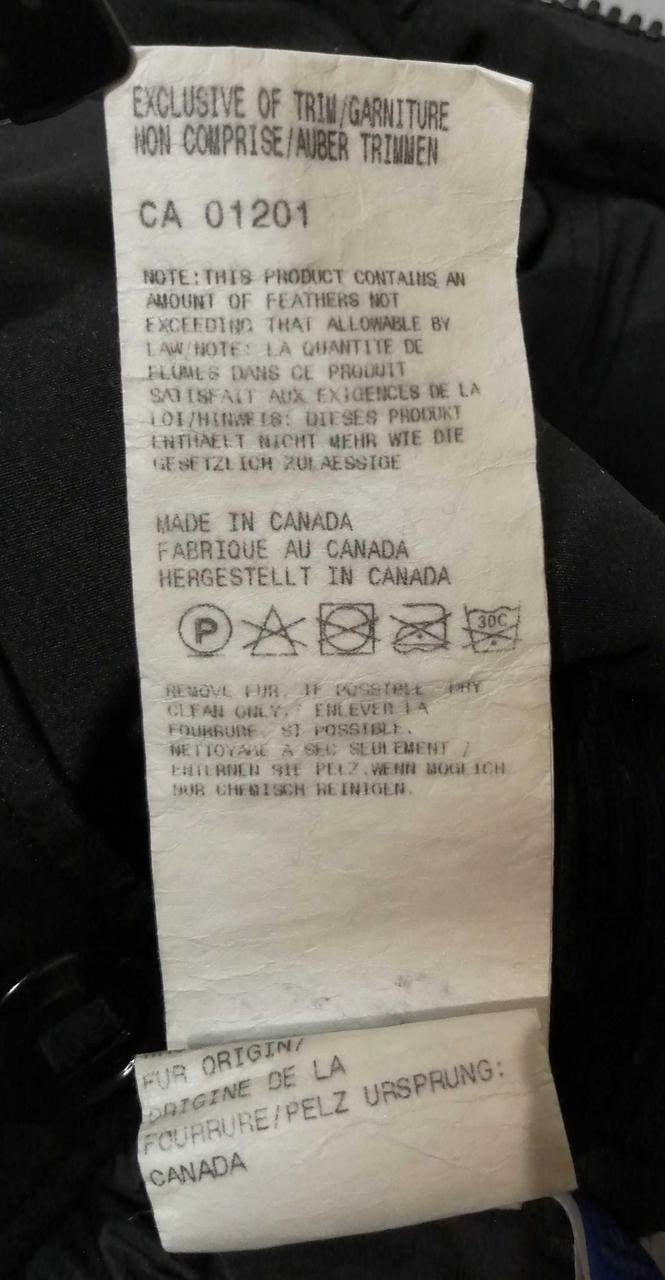 EXCLUSIVE OF TRIM/GARNITURE
NON COMPRISE/AUBER TRIMMEN
CA 01201
NOTE:THIS PRODUCT CONTAINS AN
AMOUNT OF FEATHERS NOT
EXCEEDING THAT ALLOWABLE BY
LAW/NOTE: LA QUANTITE DE
PLUMES DANS CE PRODUIT
SATISFAIT AUX EXIGENCES DE LA
LOI/HINWEIS: DIESES PRODUKT
ENTHAELT NICHT MEHR WIE DIE
GESETZLICH ZULAESSIGE
MADE IN CANADA
FABRIQUE AU CANADA
HERGESTELLT IN CANADA
P 30C
REMOVE FUR, IF POSSIBLE DRY
CLEAN ONLY./ ENLEVER LA
FOURRURE, SI POSSIBLE.
NETTOYAGE A SEC SEULEMENT /
ENTERNEN SIE PELZ,WENN MOGLICH
NUR CHEMISCH REINIGEN.
FUR ORIGIN/
ORIGINE DE LA
FOURRURE/PELZ URSPRUNG:
CANADA